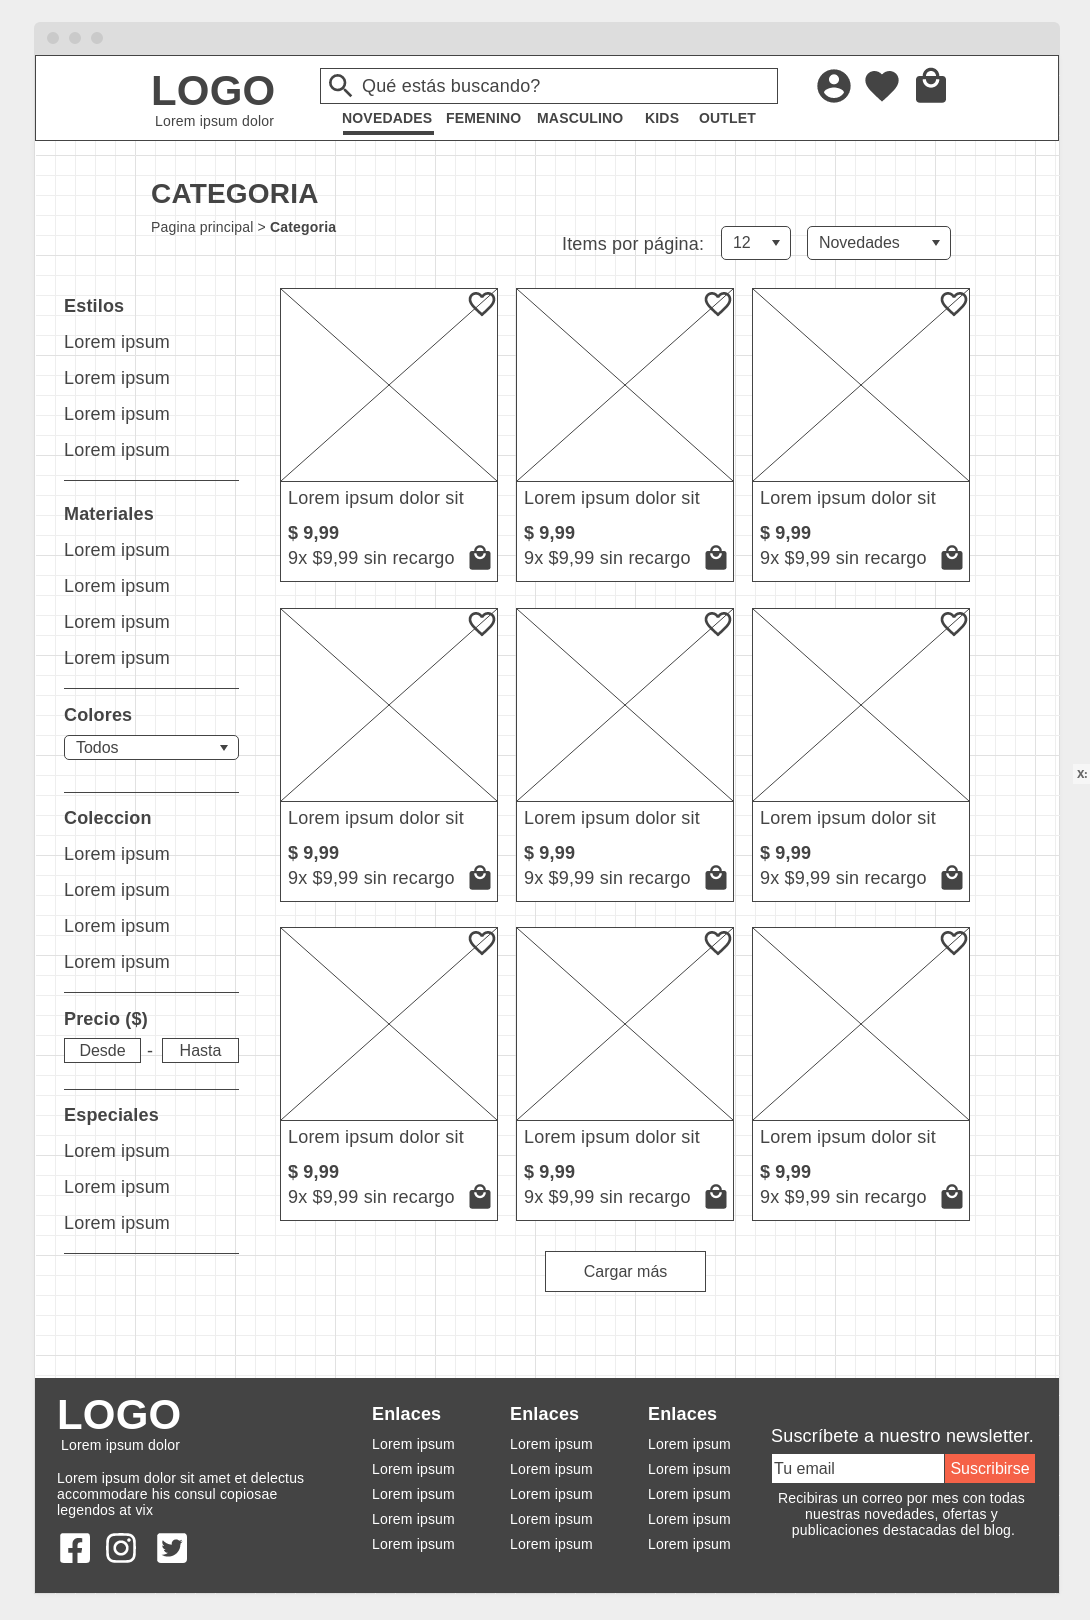 LOGO
Lorem ipsum dolor
Qué estás buscando?
NOVEDADES FEMENINO MASCULINO KIDS OUTLET
CATEGORIA
Pagina principal > Categoria
Items por página: 12 Novedades
Estilos
Lorem ipsum
Lorem ipsum
Lorem ipsum
Lorem ipsum
Materiales
Lorem ipsum
Lorem ipsum
Lorem ipsum
Lorem ipsum
Colores
Todos
Coleccion
Lorem ipsum
Lorem ipsum
Lorem ipsum
Lorem ipsum
Precio ($)
Desde - Hasta
Especiales
Lorem ipsum
Lorem ipsum
Lorem ipsum
Lorem ipsum dolor sit
$ 9,99
9x $9,99 sin recargo
Lorem ipsum dolor sit
$ 9,99
9x $9,99 sin recargo
Lorem ipsum dolor sit
$ 9,99
9x $9,99 sin recargo
Lorem ipsum dolor sit
$ 9,99
9x $9,99 sin recargo
Lorem ipsum dolor sit
$ 9,99
9x $9,99 sin recargo
Lorem ipsum dolor sit
$ 9,99
9x $9,99 sin recargo
Lorem ipsum dolor sit
$ 9,99
9x $9,99 sin recargo
Lorem ipsum dolor sit
$ 9,99
9x $9,99 sin recargo
Lorem ipsum dolor sit
$ 9,99
9x $9,99 sin recargo
Cargar más
X:
LOGO
Lorem ipsum dolor
Lorem ipsum dolor sit amet et delectus
accommodare his consul copiosae
legendos at vix
Enlaces
Lorem ipsum
Lorem ipsum
Lorem ipsum
Lorem ipsum
Lorem ipsum
Enlaces
Lorem ipsum
Lorem ipsum
Lorem ipsum
Lorem ipsum
Lorem ipsum
Enlaces
Lorem ipsum
Lorem ipsum
Lorem ipsum
Lorem ipsum
Lorem ipsum
Suscríbete a nuestro newsletter.
Tu email Suscribirse
Recibiras un correo por mes con todas
nuestras novedades, ofertas y
publicaciones destacadas del blog.